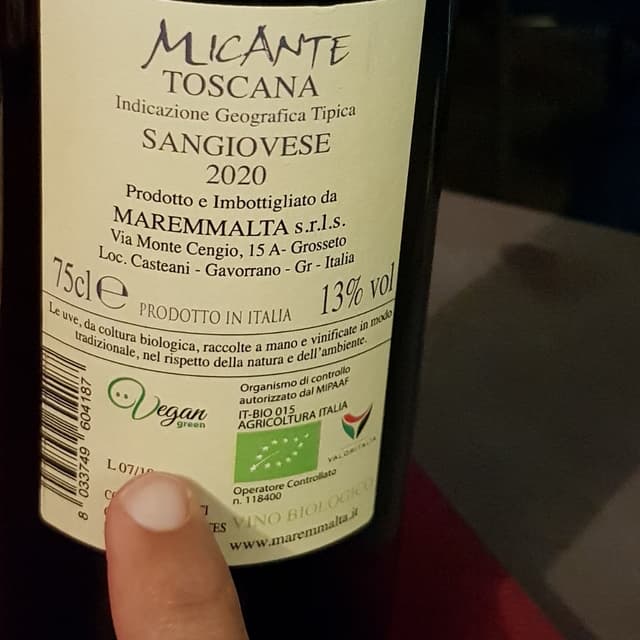 MICANTE
TOSCANA
Indicazione Geografica Tipica
SANGIOVESE
2020
Prodotto e Imbottigliato da
MAREMMALTA s.r.l.s.
Via Monte Cengio, 15 A- Grosseto
Loc. Casteani - Gavorrano - Gr - Italia
75cl e PRODOTTO IN ITALIA 13% vol
Le uve, da coltura biologica, raccolte a mano e vinificate in modo
tradizionale, nel rispetto della natura e dell'ambiente.
8 033749 604187
Vegan
green
L 07/
Organismo di controllo
autorizzato dal MIPAAF
IT-BIO 015
AGRICOLTURA ITALIA
VALORITALIA
Operatore Controllato
n. 118400
VINO BIOLOGICO
www.maremmalta.it